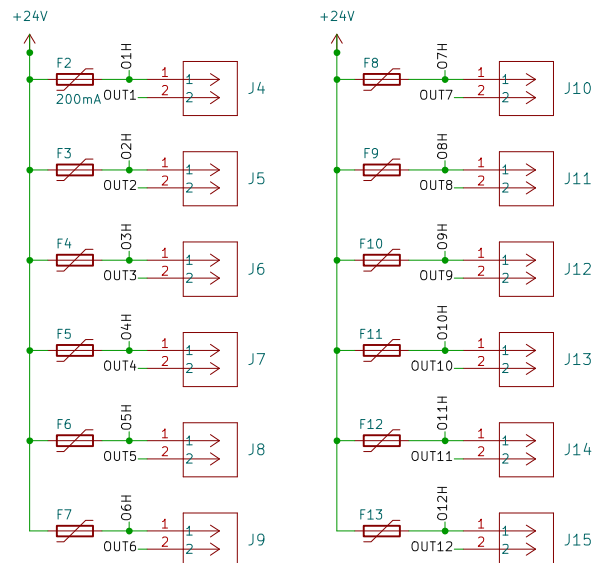 +24V
F2
200mA
O1H
OUT1
1 1
2 2
J4
F3
O2H
OUT2
1 1
2 2
J5
F4
O3H
OUT3
1 1
2 2
J6
F5
O4H
OUT4
1 1
2 2
J7
F6
O5H
OUT5
1 1
2 2
J8
F7
O6H
OUT6
1 1
2 2
J9
+24V
F8
O7H
OUT7
1 1
2 2
J10
F9
O8H
OUT8
1 1
2 2
J11
F10
O9H
OUT9
1 1
2 2
J12
F11
O10H
OUT10
1 1
2 2
J13
F12
O11H
OUT11
1 1
2 2
J14
F13
O12H
OUT12
1 1
2 2
J15